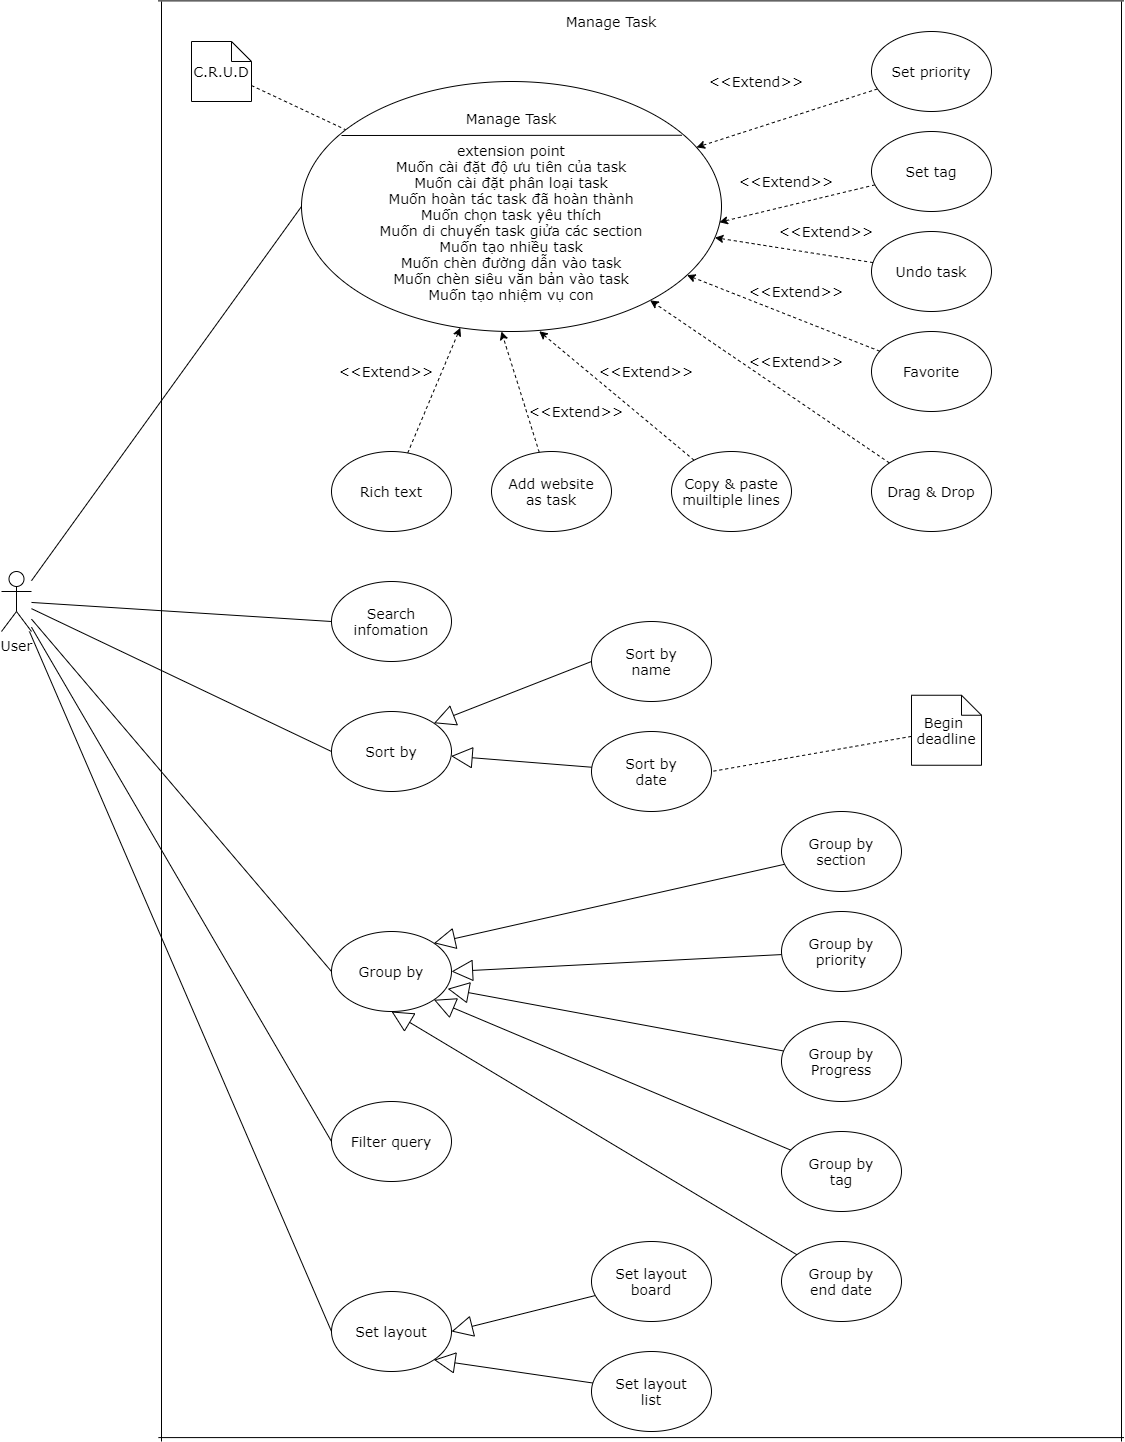 Manage Task
C.R.U.D
Manage Task
extension point
Muốn cài đặt độ ưu tiên của task
Muốn cài đặt phân loại task
Muốn hoàn tác task đã hoàn thành
Muốn chọn task yêu thích
Muốn di chuyển task giữa các section
Muốn tạo nhiều task
Muốn chèn đường dẫn vào task
Muốn chèn siêu văn bản vào task
Muốn tạo nhiệm vụ con
<<Extend>>
Set priority
<<Extend>>
Set tag
<<Extend>>
Undo task
<<Extend>>
Favorite
<<Extend>>
Drag & Drop
<<Extend>>
Rich text
<<Extend>>
Add website
as task
<<Extend>>
Copy & paste
muiltiple lines
User
Search
infomation
Sort by
Sort by
name
Sort by
date
Begin
deadline
Group by
Group by
section
Group by
priority
Group by
Progress
Group by
tag
Group by
end date
Filter query
Set layout
Set layout
board
Set layout
list